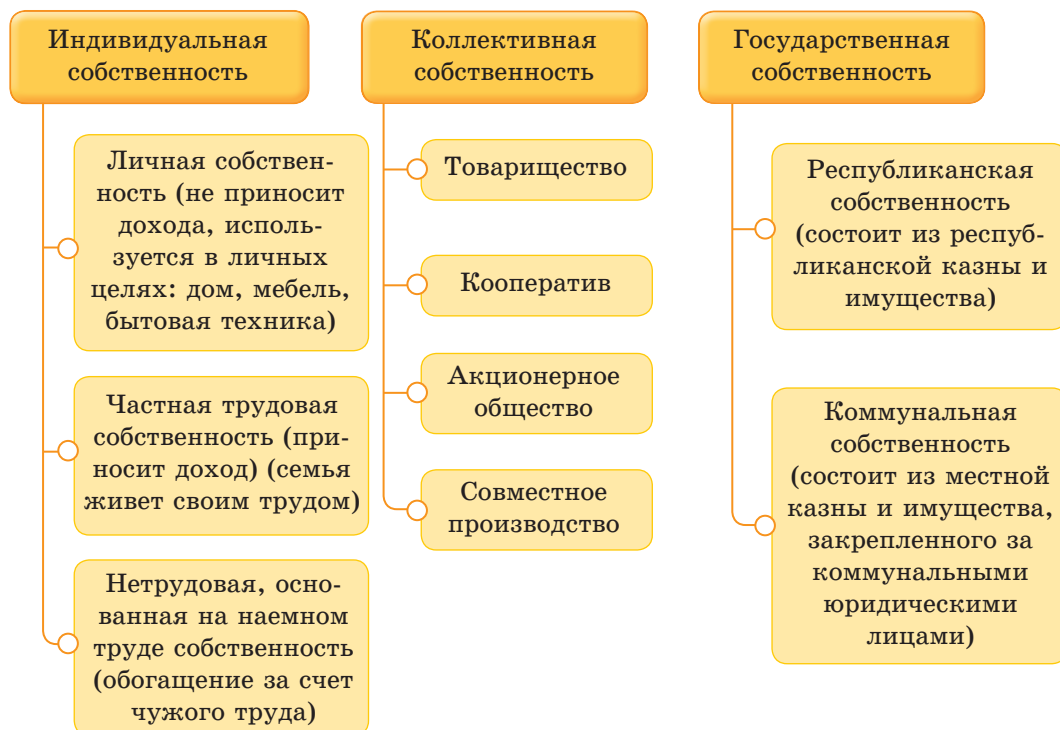 Индивидуальная
собственность
Личная собствен-
ность (не приносит
дохода, исполь-
зуется в личных
целях: дом, мебель,
бытовая техника)
Частная трудовая
собственность (при-
носит доход) (семья
живет своим трудом)
Нетрудовая, осно-
ванная на наемном
труде собственность
(обогащение за счет
чужого труда)
Коллективная
собственность
Товарищество
Кооператив
Акционерное
общество
Совместное
производство
Государственная
собственность
Республиканская
собственность
(состоит из респуб-
ликанской казны и
имущества)
Коммунальная
собственность
(состоит из местной
казны и имущества,
закрепленного за
коммунальными
юридическими
лицами)